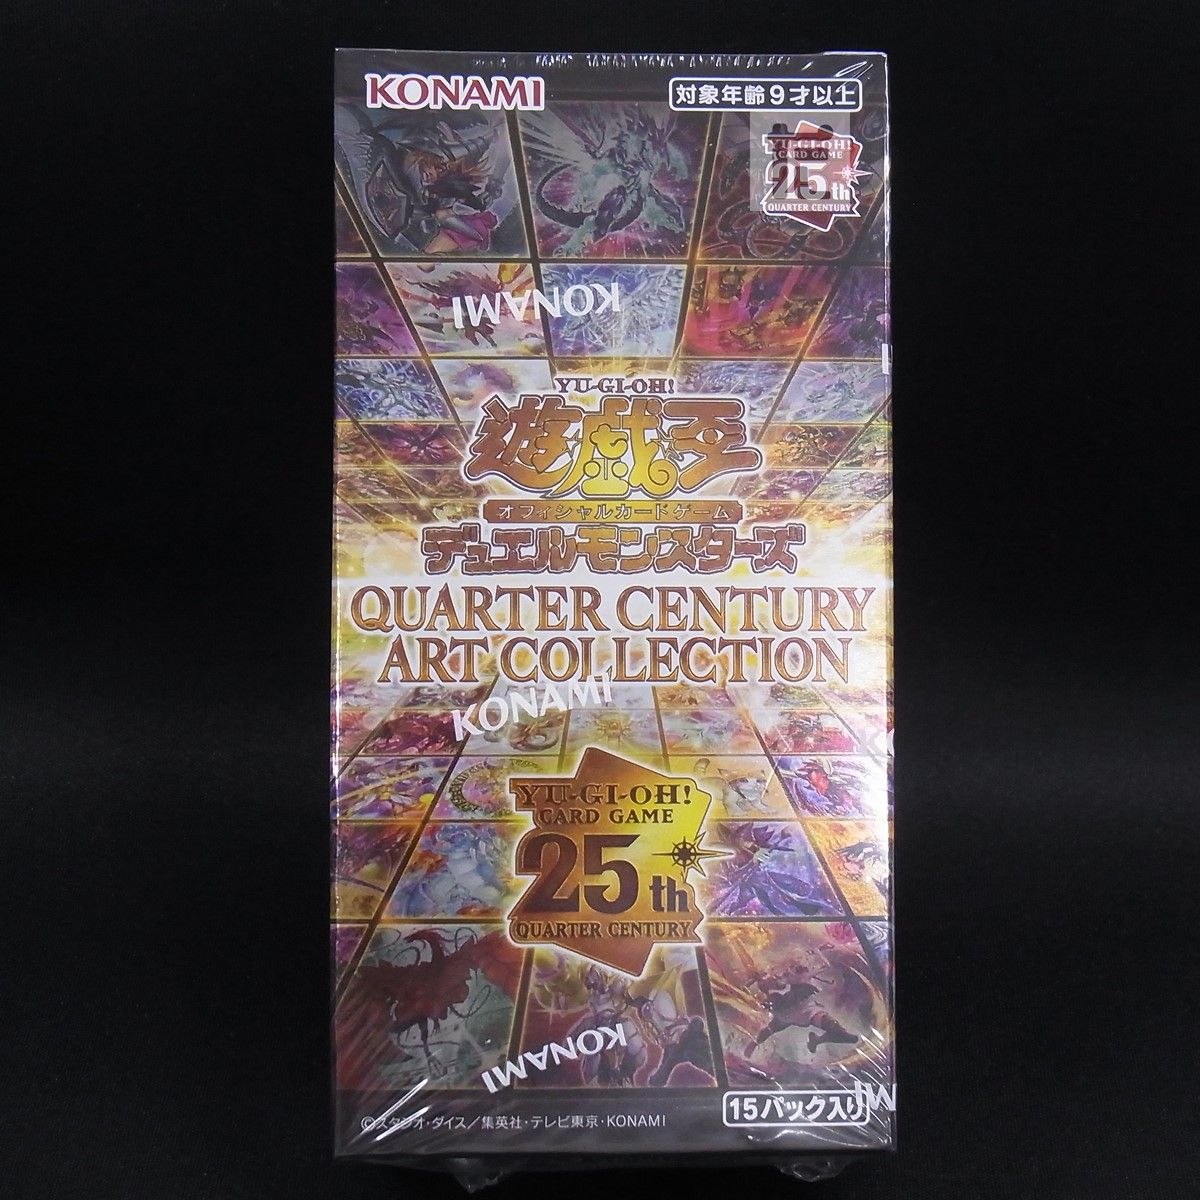 KONAMI
対象年齢9才以上
YU-GI-OH!
CARD GAME
25th
QUARTER CENTURY
KONAMI
KONAMI
YU-GI-OH!
遊戯王
オフィシャルカードゲーム
デュエルモンスターズ
QUARTER CENTURY
ART COLLECTION
KONAMI
YU-GI-OH!
CARD GAME
25th
QUARTER CENTURY
KONAMI
15パック入り
©スタジオ・ダイス／集英社・テレビ東京・KONAMI